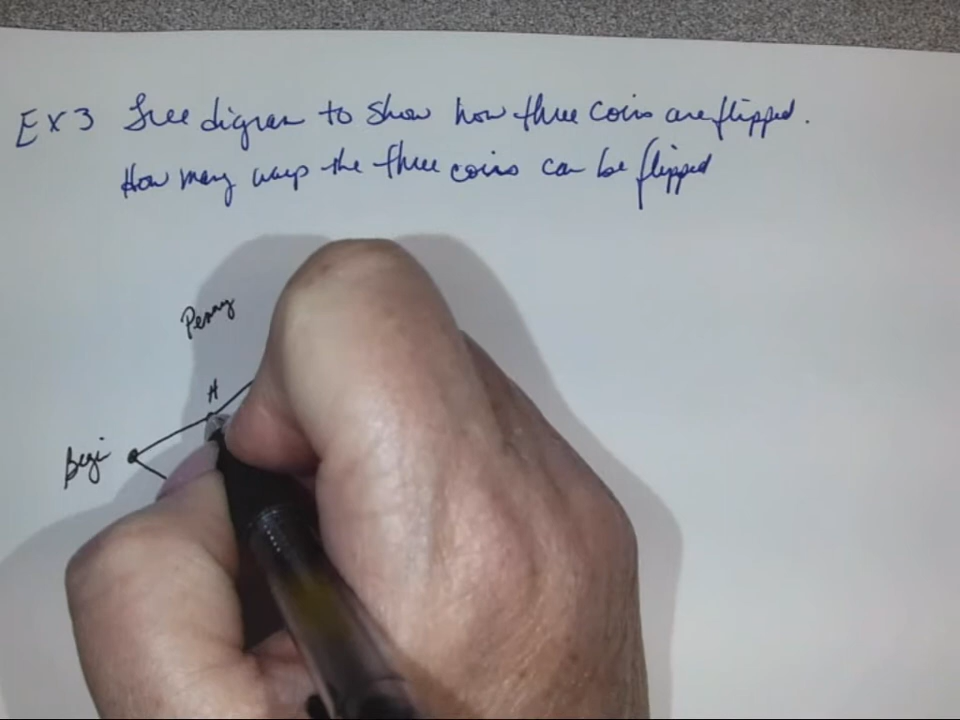 EX 3 Tree digram to show how three coins are flipped.
How many ways the three coins can be flipped
Penny
H
Begi